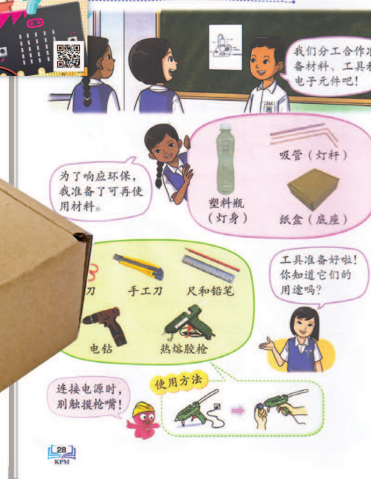 我们分工合作准
备材料、工具和
电子元件吧！
为了响应环保，
我准备了可再使
用材料。
吸管（灯杆）
塑料瓶
（灯身）
纸盒（底座）
刀
手工刀
尺和铅笔
电钻
热熔胶枪
工具准备好啦！
你知道它们的
用途吗？
使用方法
连接电源时，
别触摸枪嘴！
28
KPM